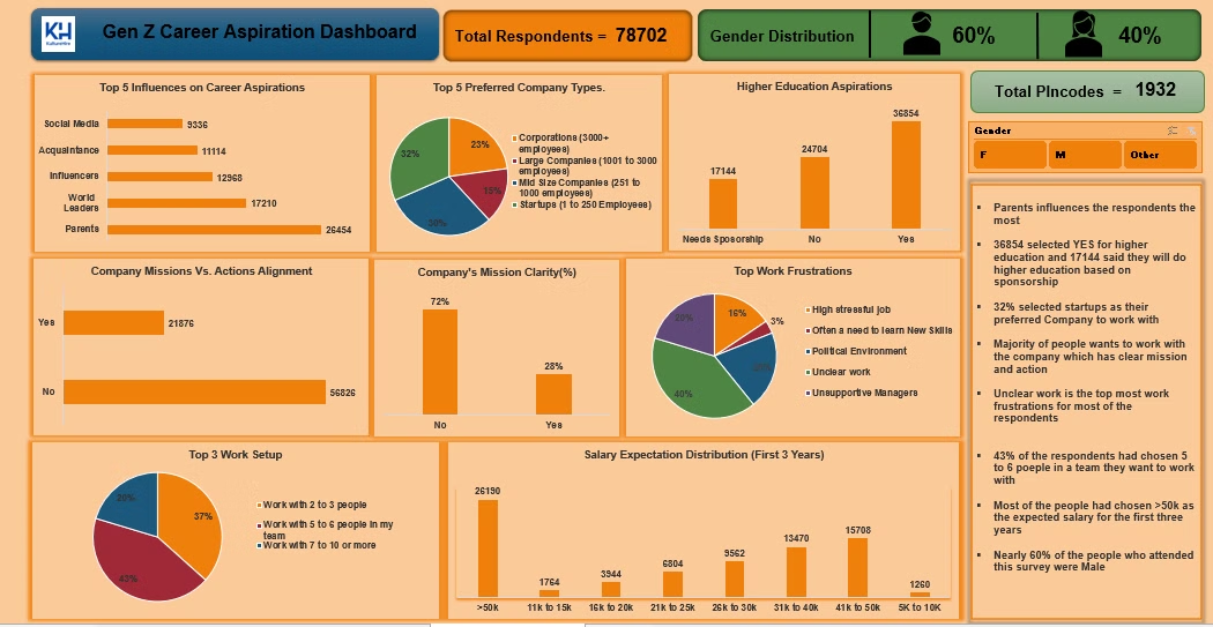 KH
KultureHire
Gen Z Career Aspiration Dashboard
Total Respondents = 78702
Gender Distribution
60%
40%
Top 5 Influences on Career Aspirations
Social Media
9336
Acquaintance
11114
Influencers
12968
World
Leaders
17210
Parents
26454
Top 5 Preferred Company Types.
32%
23%
Corporations (3000+
employees)
Large Companies (1001 to 3000
employees)
Mid Size Companies (251 to
1000 employees)
Startups (1 to 250 Employees)
Higher Education Aspirations
17144
24704
36854
Needs Sposorship
No
Yes
Total PIncodes = 1932
Gender
F
M
Other
Company Missions Vs. Actions Alignment
Yes
21876
No
56826
Company's Mission Clarity(%)
72%
28%
No
Yes
Top Work Frustrations
20%
16%
3%
40%
High stressful job
Often a need to learn New Skills
Political Environment
Unclear work
Unsupportive Managers
Top 3 Work Setup
20%
37%
43%
Work with 2 to 3 people
Work with 5 to 6 people in my
team
Work with 7 to 10 or more
Salary Expectation Distribution (First 3 Years)
26190
1764
3944
6804
9562
13470
15708
1260
>50k
11k to 15k
16k to 20k
21k to 25k
26k to 30k
31k to 40k
41k to 50k
5K to 10K
Parents influences the respondents the
most
36854 selected YES for higher
education and 17144 said they will do
higher education based on
sponsorship
32% selected startups as their
preferred Company to work with
Majority of people wants to work with
the company which has clear mission
and action
Unclear work is the top most work
frustrations for most of the
respondents
43% of the respondents had chosen 5
to 6 poeple in a team they want to work
with
Most of the people had chosen >50k as
the expected salary for the first three
years
Nearly 60% of the people who attended
this survey were Male